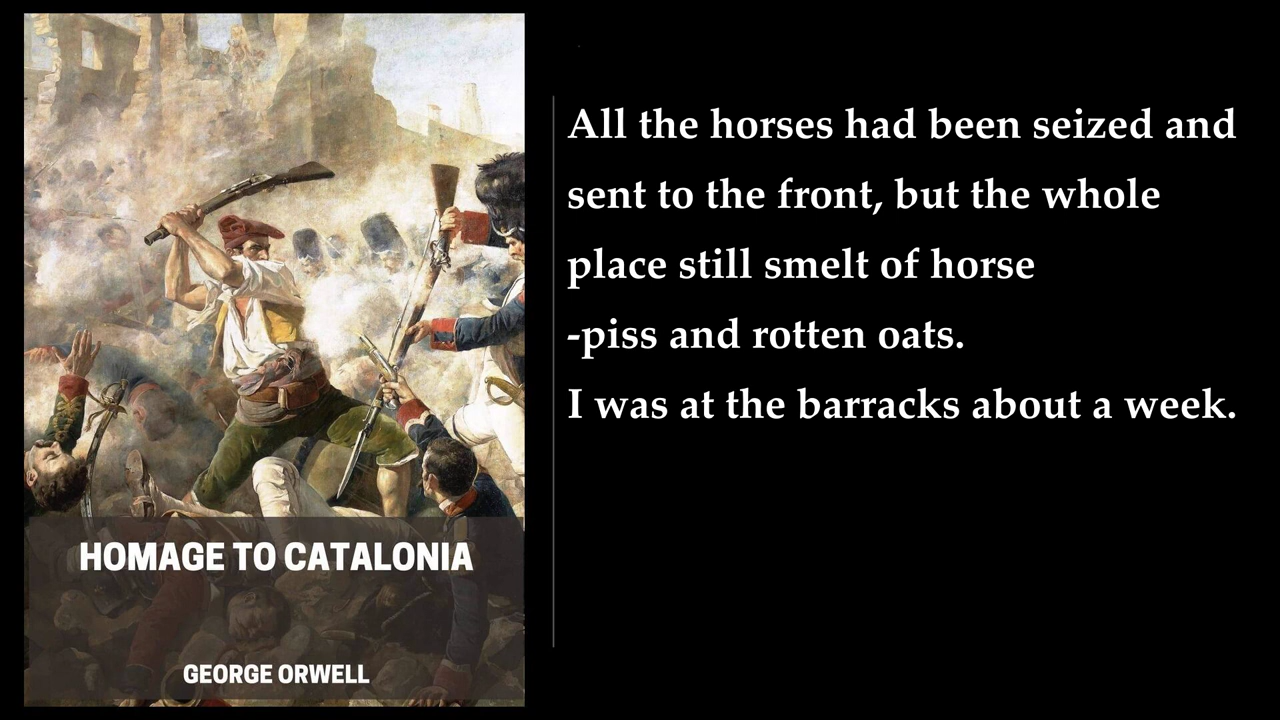 HOMAGE TO CATALONIA
GEORGE ORWELL
All the horses had been seized and
sent to the front, but the whole
place still smelt of horse
-piss and rotten oats.
I was at the barracks about a week.